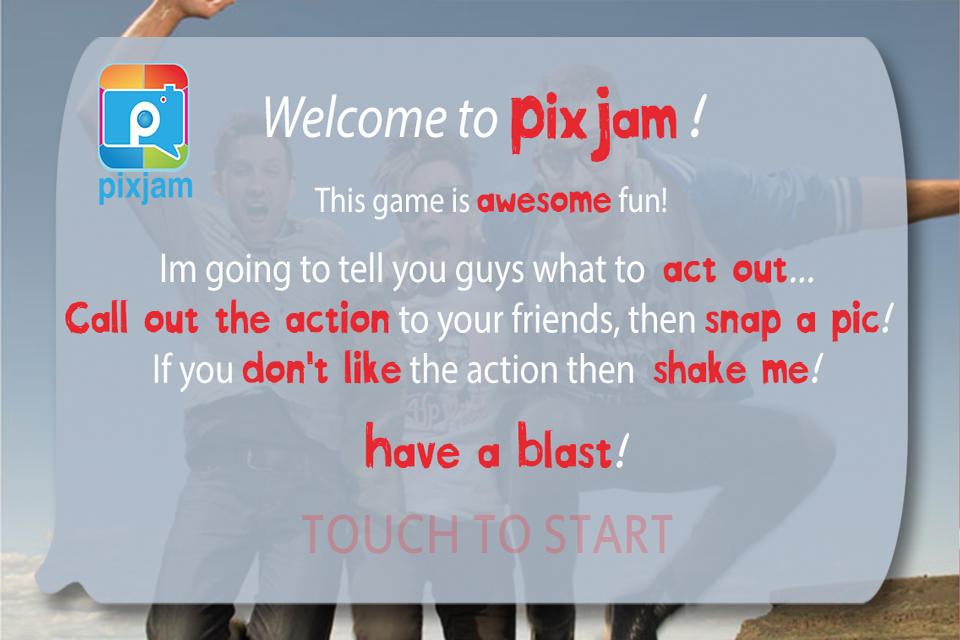 Welcome to pixjam!
pixjam
This game is awesome fun!
Im going to tell you guys what to act out...
Call out the action to your friends, then snap a pic!
If you don't like the action then shake me!
have a blast!
TOUCH TO START